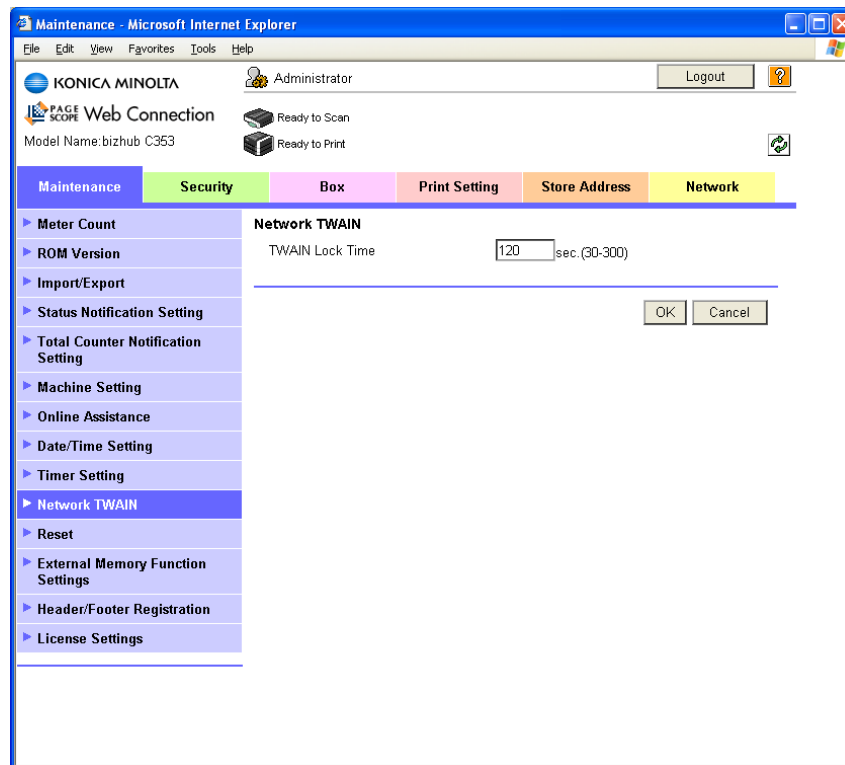 Maintenance - Microsoft Internet Explorer
File Edit View Favorites Tools Help
KONICA MINOLTA
Administrator
Logout
?
PAGE SCOPE Web Connection
Ready to Scan
Model Name:bizhub C353
Ready to Print
Maintenance Security Box Print Setting Store Address Network
Meter Count
ROM Version
Import/Export
Status Notification Setting
Total Counter Notification
Setting
Machine Setting
Online Assistance
Date/Time Setting
Timer Setting
Network TWAIN
Reset
External Memory Function
Settings
Header/Footer Registration
License Settings
Network TWAIN
TWAIN Lock Time 120 sec.(30-300)
OK Cancel